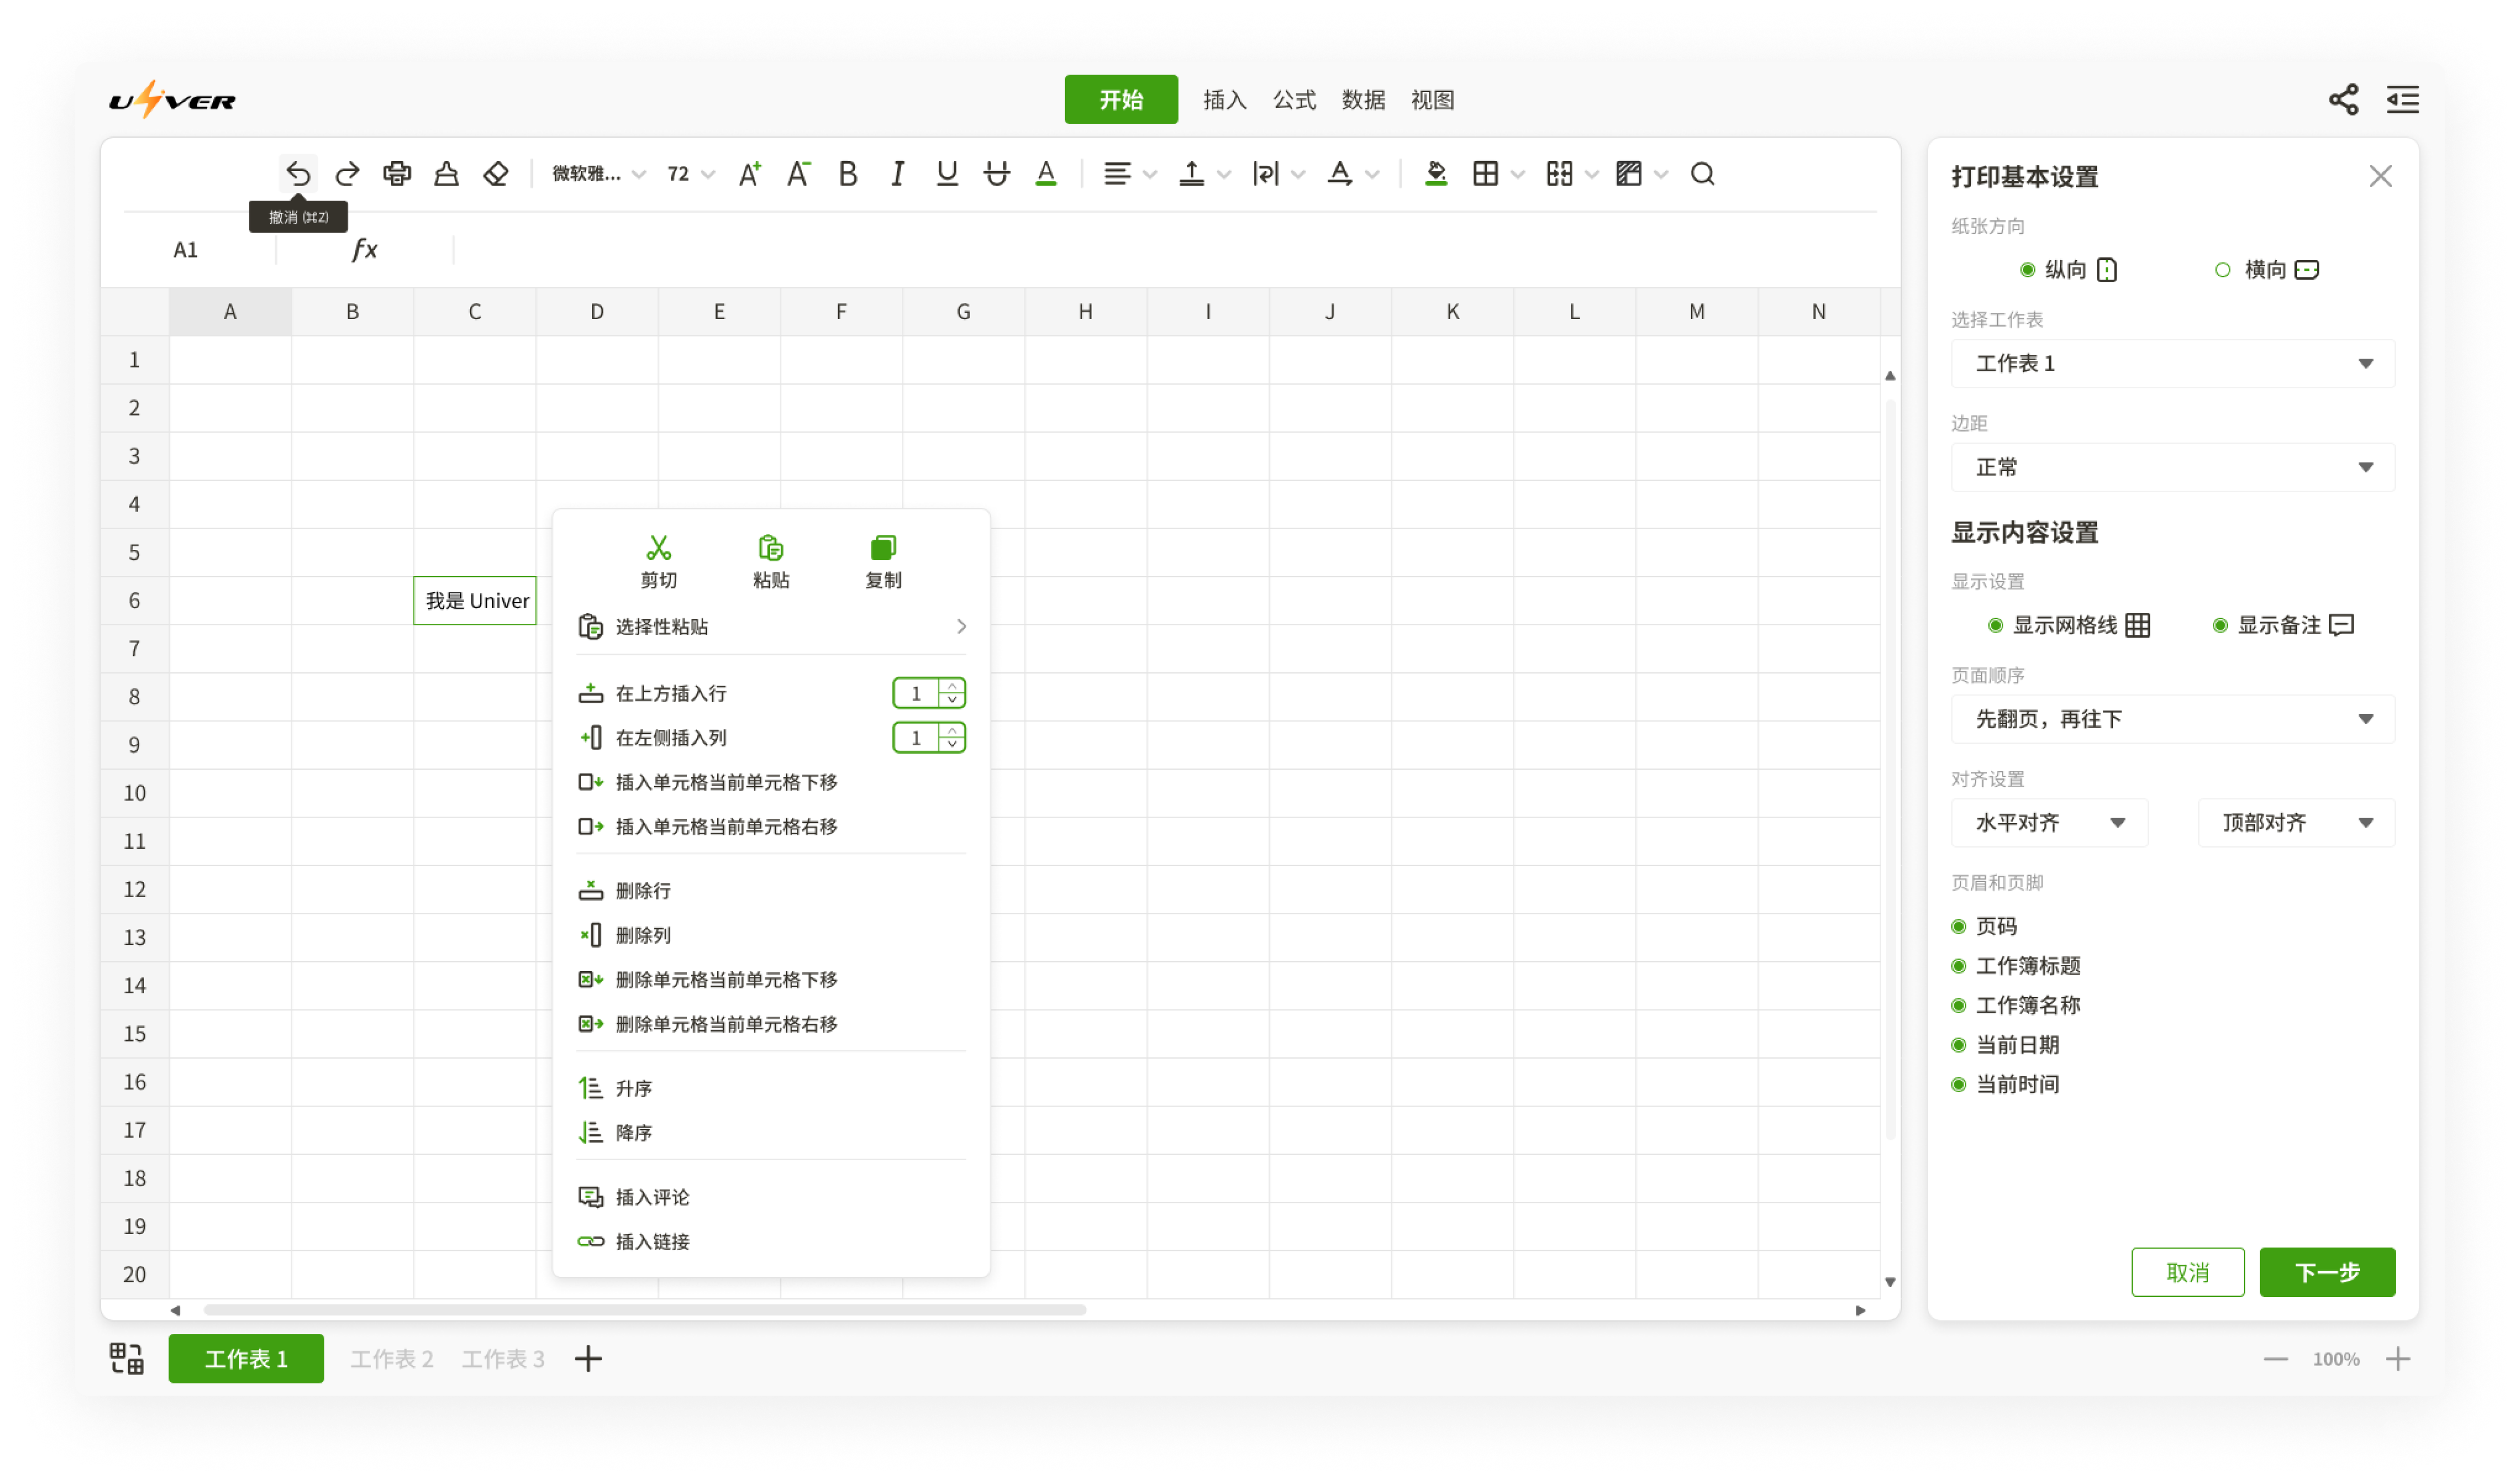 UNIVER
开始 插入 公式 数据 视图
微软雅... 72
撤消 (⌘Z)
A1 fx
A B C D E F G H I J K L M N
1
2
3
4
5
6 我是 Univer
7
8
9
10
11
12
13
14
15
16
17
18
19
20
剪切 粘贴 复制
选择性粘贴
在上方插入行 1
在左侧插入列 1
插入单元格当前单元格下移
插入单元格当前单元格右移
删除行
删除列
删除单元格当前单元格下移
删除单元格当前单元格右移
升序
降序
插入评论
插入链接
打印基本设置
纸张方向
纵向 横向
选择工作表
工作表 1
边距
正常
显示内容设置
显示设置
显示网格线 显示备注
页面顺序
先翻页，再往下
对齐设置
水平对齐 顶部对齐
页眉和页脚
页码
工作簿标题
工作簿名称
当前日期
当前时间
取消 下一步
工作表 1 工作表 2 工作表 3
100%